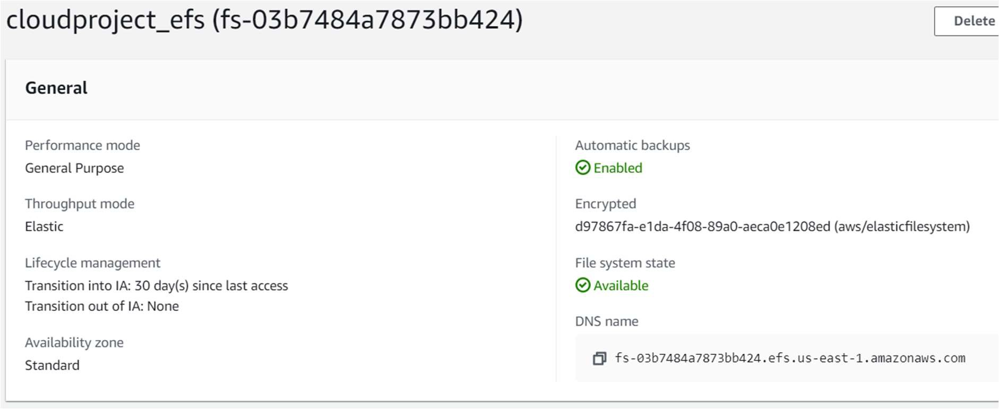 cloudproject_efs (fs-03b7484a7873bb424)
Delete
General
Performance mode
General Purpose
Throughput mode
Elastic
Lifecycle management
Transition into IA: 30 day(s) since last access
Transition out of IA: None
Availability zone
Standard
Automatic backups
Enabled
Encrypted
d97867fa-e1da-4f08-89a0-aeca0e1208ed (aws/elasticfilesystem)
File system state
Available
DNS name
fs-03b7484a7873bb424.efs.us-east-1.amazonaws.com